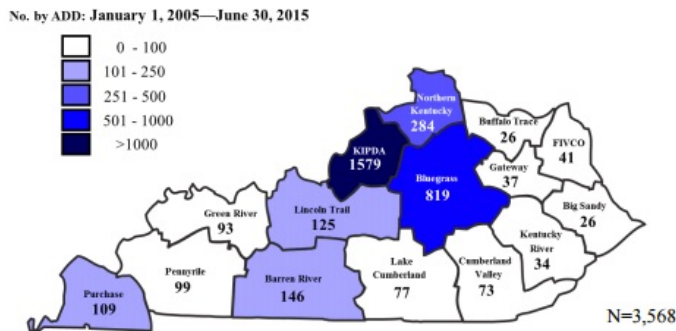 No. by ADD: January 1, 2005—June 30, 2015
0 - 100
101 - 250
251 - 500
501 - 1000
>1000
Northern
Kentucky
284
Buffalo Trace
26
FIVCO
41
KIPDA
1579
Gateway
37
Bluegrass
819
Big Sandy
26
Green River
93
Lincoln Trail
125
Kentucky
River
34
Pennyrile
99
Barren River
146
Lake
Cumberland
77
Cumberland
Valley
73
Purchase
109
N=3,568